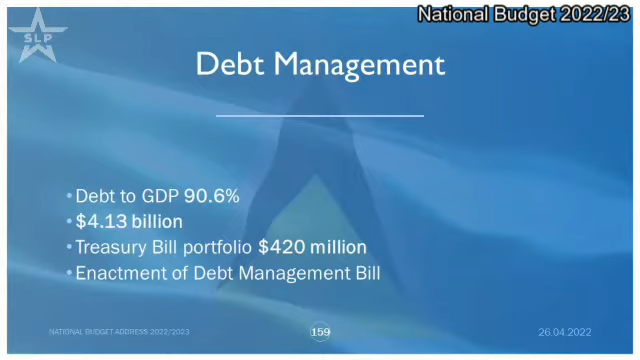 National Budget 2022/23
SLP
Debt Management
•Debt to GDP 90.6%
•$4.13 billion
•Treasury Bill portfolio $420 million
•Enactment of Debt Management Bill
NATIONAL BUDGET ADDRESS 2022/2023
159
26.04.2022